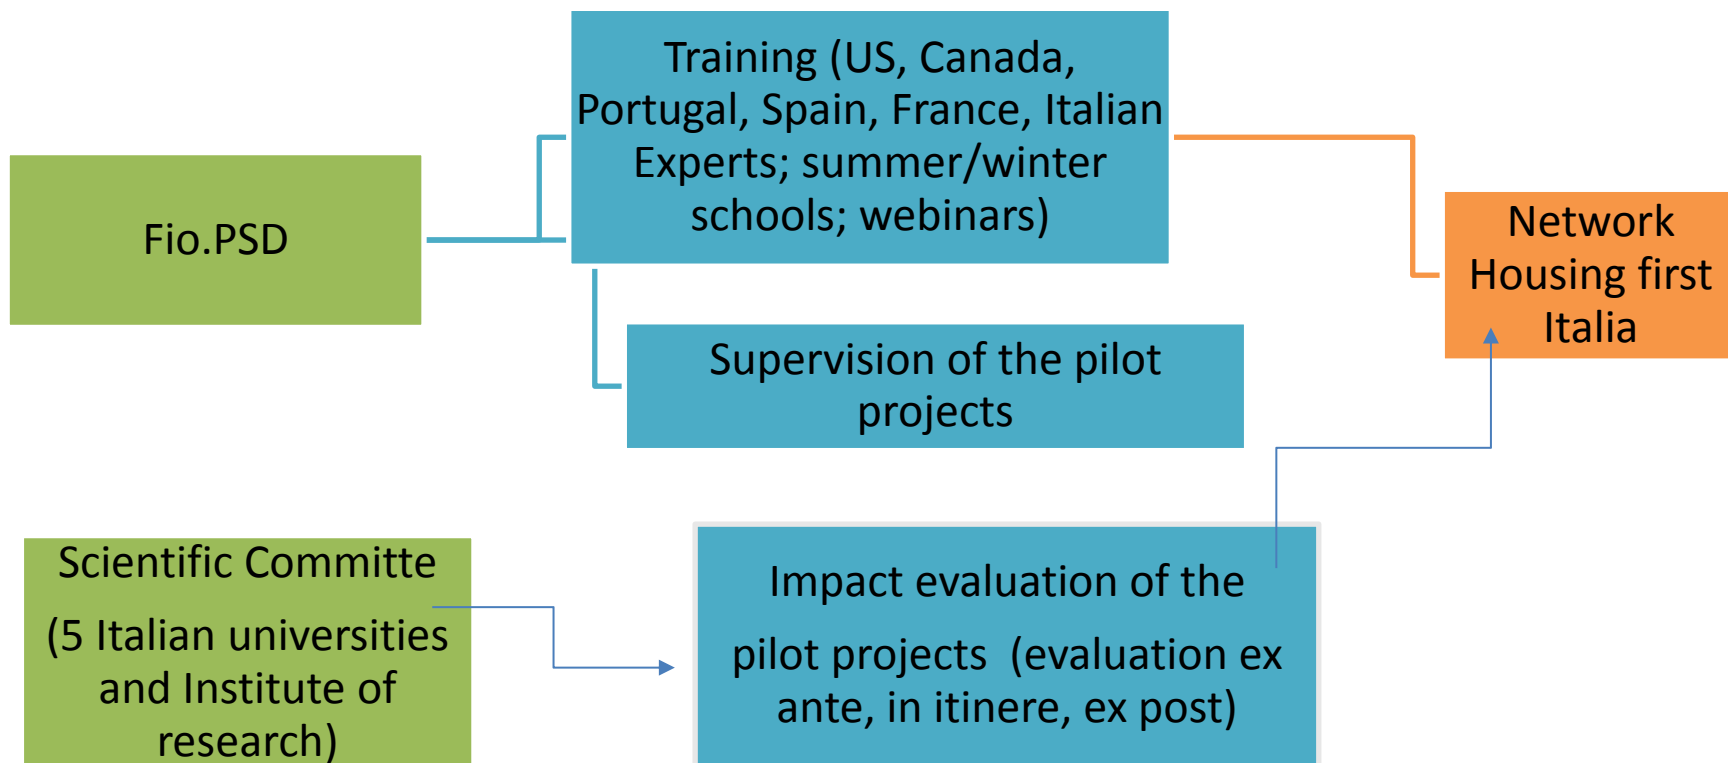 Fio.PSD
Training (US, Canada,
Portugal, Spain, France, Italian
Experts; summer/winter
schools; webinars)
Network
Housing first
Italia
Supervision of the pilot
projects
Scientific Committe
(5 Italian universities
and Institute of
research)
Impact evaluation of the
pilot projects (evaluation ex
ante, in itinere, ex post)